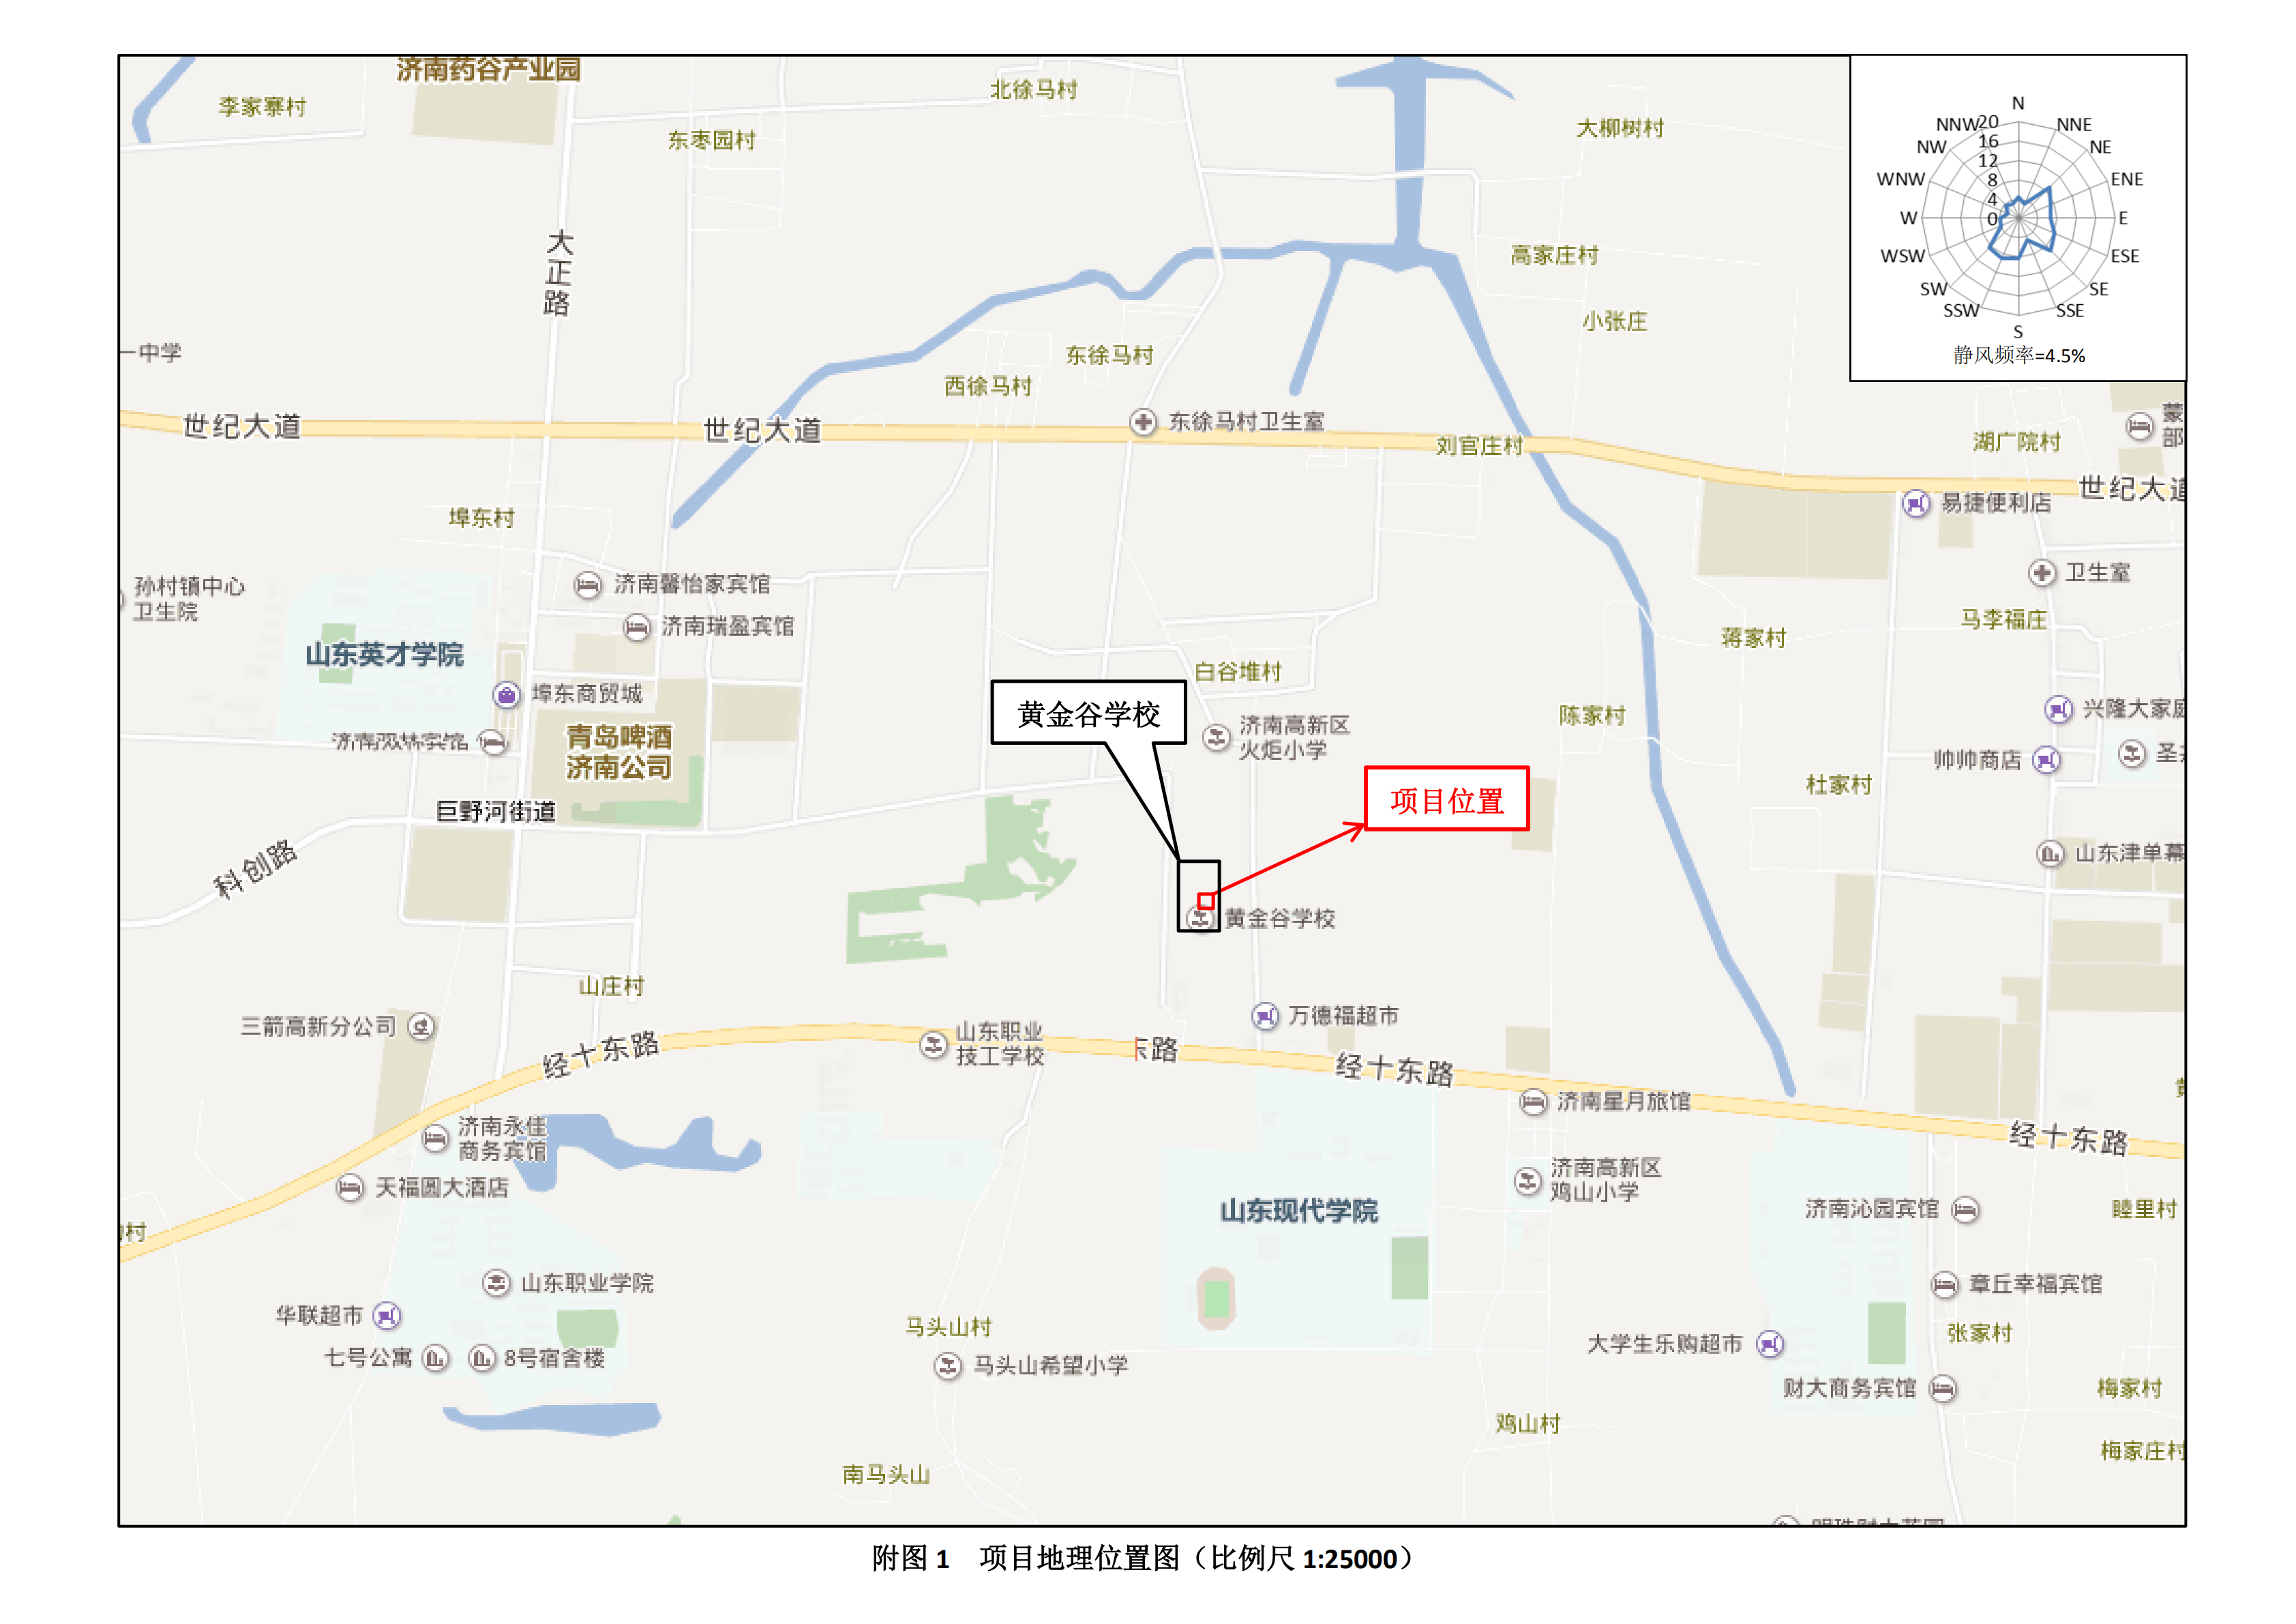 济南药谷产业园
李家寨村
北徐马村
东枣园村
大柳树村
N
NNW
NNE
NW
NE
WNW
ENE
W
E
WSW
ESE
SW
SE
SSW
SSE
S
20
16
12
8
4
0
静风频率=4.5%
大正路
高家庄村
小张庄
一中学
东徐马村
西徐马村
世纪大道
世纪大道
东徐马村卫生室
刘官庄村
湖广院村
蒙
部
世纪大道
易捷便利店
埠东村
孙村镇中心
卫生院
济南馨怡家宾馆
济南瑞盈宾馆
卫生室
马李福庄
蒋家村
山东英才学院
白谷堆村
埠东商贸城
黄金谷学校
济南高新区
火炬小学
陈家村
兴隆大家庭
济南双林宾馆
青岛啤酒
济南公司
帅帅商店
圣井
杜家村
项目位置
巨野河街道
科创路
山东津单幕
黄金谷学校
山庄村
三箭高新分公司
万德福超市
经十东路
山东职业
技工学校
东路
经十东路
济南星月旅馆
济南永佳
商务宾馆
经十东路
天福圆大酒店
济南高新区
鸡山小学
山东现代学院
济南沁园宾馆
睦里村
村
山东职业学院
章丘幸福宾馆
华联超市
马头山村
张家村
大学生乐购超市
七号公寓
8号宿舍楼
马头山希望小学
财大商务宾馆
梅家村
鸡山村
梅家庄村
南马头山
附图 1 项目地理位置图（比例尺 1:25000）